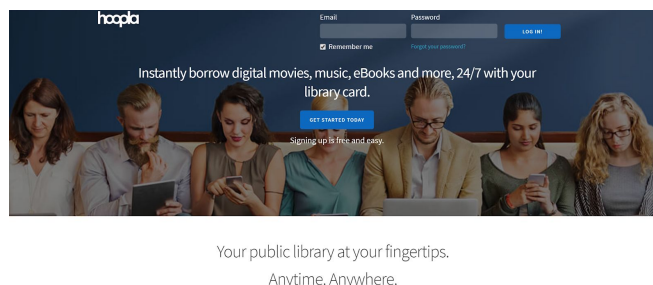 hoopla
Email
Password
LOG IN!
Remember me
Forgot your password?
Instantly borrow digital movies, music, eBooks and more, 24/7 with your
library card.
GET STARTED TODAY
Signing up is free and easy.
Your public library at your fingertips.
Anytime. Anywhere.